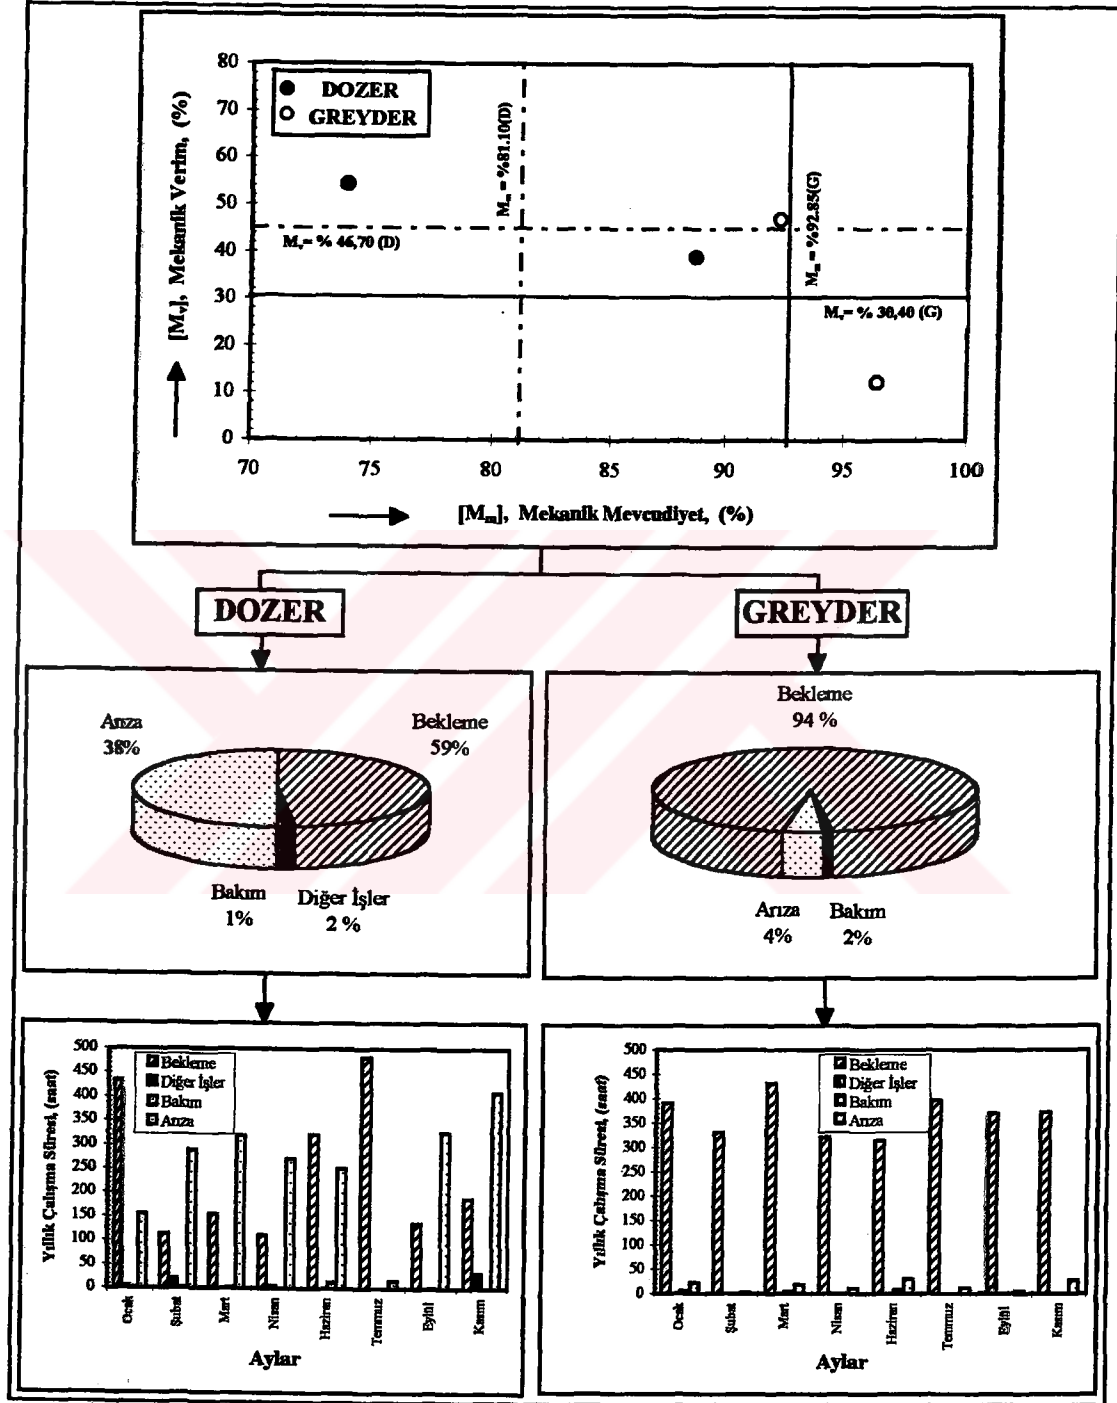 80
70
60
50
40
30
20
10
0
[Mv], Mekanik Verim, (%)
DOZER
GREYDER
Mm = %81.10(D)
Mm = %92.85(G)
Mv= % 46,70 (D)
Mv= % 30,40 (G)
70 75 80 85 90 95 100
[Mm], Mekanik Mevcudiyet, (%)
DOZER
GREYDER
Arıza
38%
Bekleme
59%
Bakım
1%
Diğer İşler
2 %
Bekleme
94 %
Arıza
4%
Bakım
2%
Yıllık Çalışma Süresi, (saat)
500
450
400
350
300
250
200
150
100
50
0
Bekleme
Diğer İşler
Bakım
Arıza
Ocak
Şubat
Mart
Nisan
Haziran
Temmuz
Eylül
Kasım
Aylar
Yıllık Çalışma Süresi, (saat)
500
450
400
350
300
250
200
150
100
50
0
Bekleme
Diğer İşler
Bakım
Arıza
Ocak
Şubat
Mart
Nisan
Haziran
Temmuz
Eylül
Kasım
Aylar